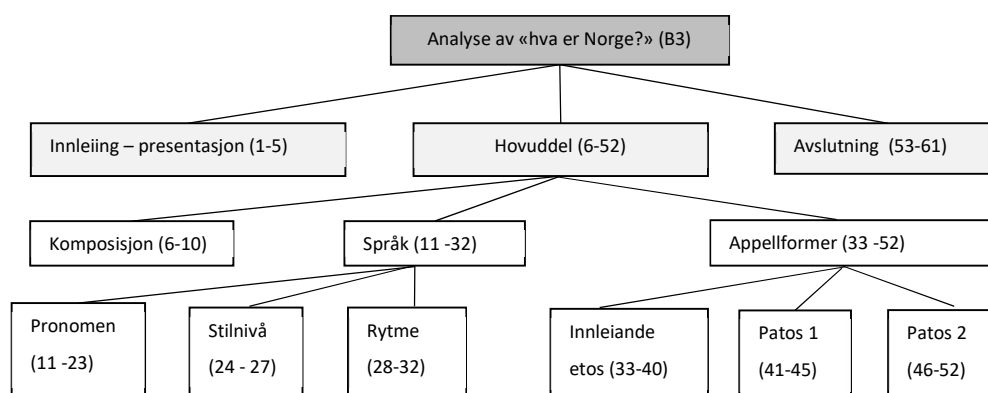 Analyse av «hva er Norge?» (B3)
Innleiing – presentasjon (1-5)
Hovuddel (6-52)
Avslutning (53-61)
Komposisjon (6-10)
Språk (11 -32)
Appellformer (33 -52)
Pronomen
(11 -23)
Stilnivå
(24 - 27)
Rytme
(28-32)
Innleiande
etos (33-40)
Patos 1
(41-45)
Patos 2
(46-52)